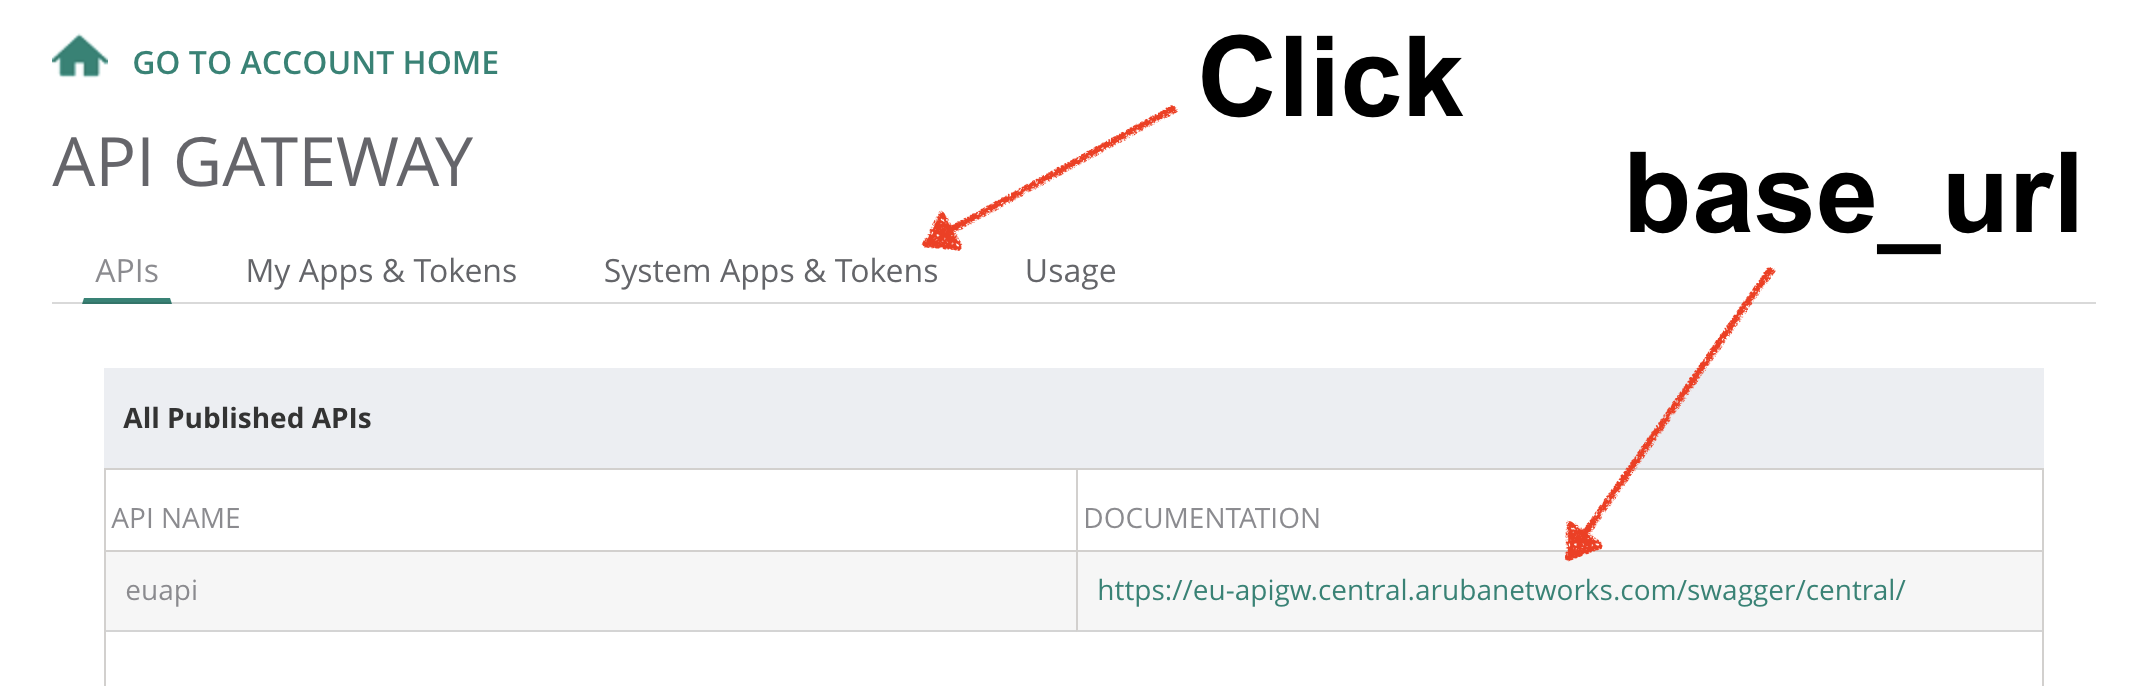 GO TO ACCOUNT HOME
Click
API GATEWAY
base_url
APIs My Apps & Tokens System Apps & Tokens Usage
All Published APIs
API NAME DOCUMENTATION
euapi https://eu-apigw.central.arubanetworks.com/swagger/central/